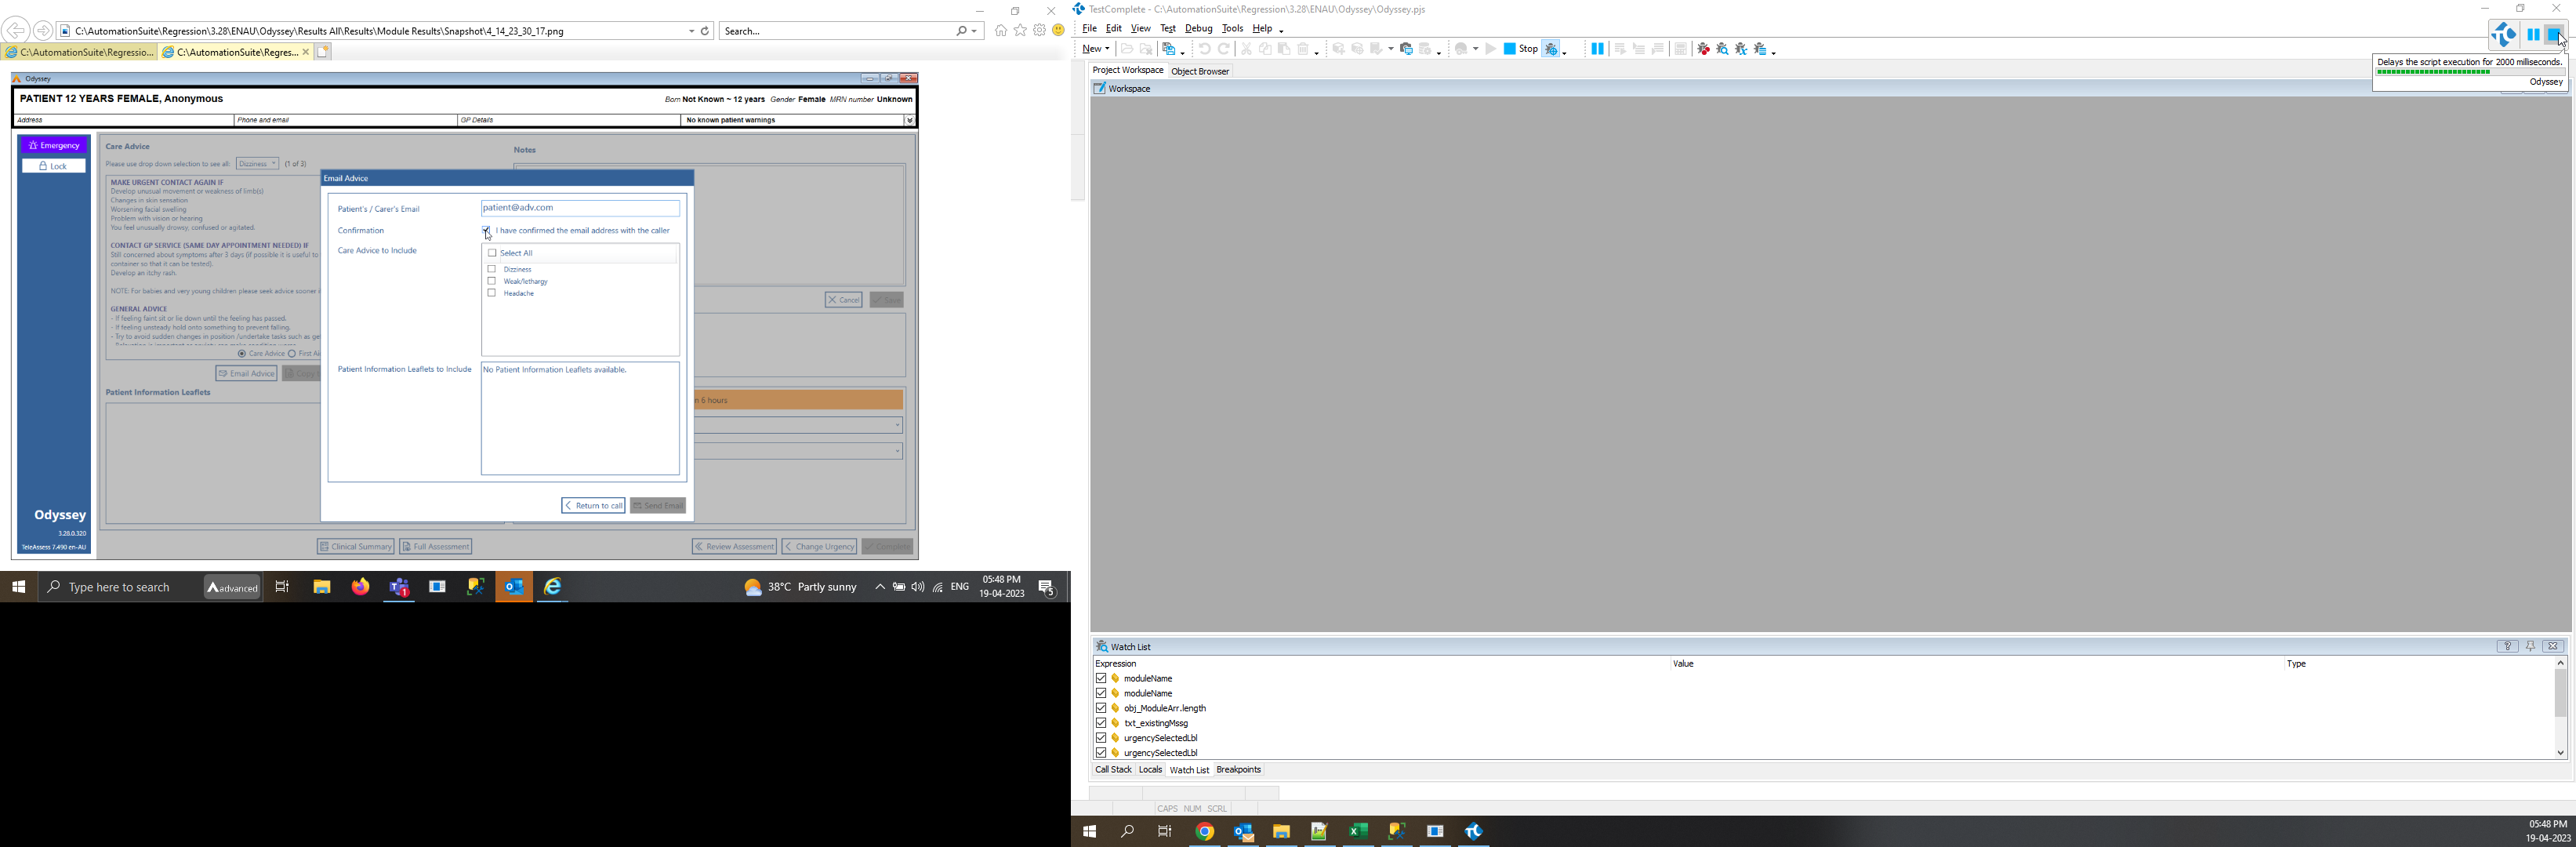 C:\AutomationSuite\Regression\3.28\ENAU\Odyssey\Results All\Results\Module Results\Snapshot\4_14_23_30_17.png
Search...
C:\AutomationSuite\Regressio...
C:\AutomationSuite\Regres...
Odyssey
PATIENT 12 YEARS FEMALE, Anonymous
Born Not Known ~ 12 years Gender Female MRN number Unknown
Address
Phone and email
GP Details
No known patient warnings
Emergency
Lock
Care Advice
Please use drop down selection to see all:
Dizziness
(1 of 3)
MAKE URGENT CONTACT AGAIN IF
Develop unusual movement or weakness of limb(s)
Changes in skin sensation
Worsening facial swelling
Problem with vision or hearing
You feel unusually drowsy, confused or agitated.
CONTACT GP SERVICE (SAME DAY APPOINTMENT NEEDED) IF
Still concerned about symptoms after 3 days (if possible it is useful to
container so that it can be tested).
Develop an itchy rash.
NOTE: For babies and very young children please seek advice sooner
GENERAL ADVICE
- If feeling faint sit or lie down until the feeling has passed.
- If feeling unsteady hold onto something to prevent falling.
- Try to avoid sudden changes in position /undertake tasks such as ge
Care Advice
First Ai
Email Advice
Patient Information Leaflets
Notes
Cancel
Save
n 6 hours
Email Advice
Patient's / Carer's Email
patient@adv.com
Confirmation
I have confirmed the email address with the caller
Care Advice to Include
Select All
Dizziness
Weak/lethargy
Headache
Patient Information Leaflets to Include
No Patient Information Leaflets available.
Return to call
Send Email
Odyssey
3.28.0.320
TeleAssess 7.490 en-AU
Clinical Summary
Full Assessment
Review Assessment
Change Urgency
Complete
Type here to search
advanced
1
38°C Partly sunny
ENG
05:48 PM
19-04-2023
5
TestComplete - C:\AutomationSuite\Regression\3.28\ENAU\Odyssey\Odyssey.pjs
File Edit View Test Debug Tools Help
New
Stop
Delays the script execution for 2000 milliseconds.
Odyssey
Project Workspace
Object Browser
Workspace
Watch List
Expression
Value
Type
moduleName
moduleName
obj_ModuleArr.length
txt_existingMssg
urgencySelectedLbl
urgencySelectedLbl
Call Stack
Locals
Watch List
Breakpoints
CAPS NUM SCRL
05:48 PM
19-04-2023